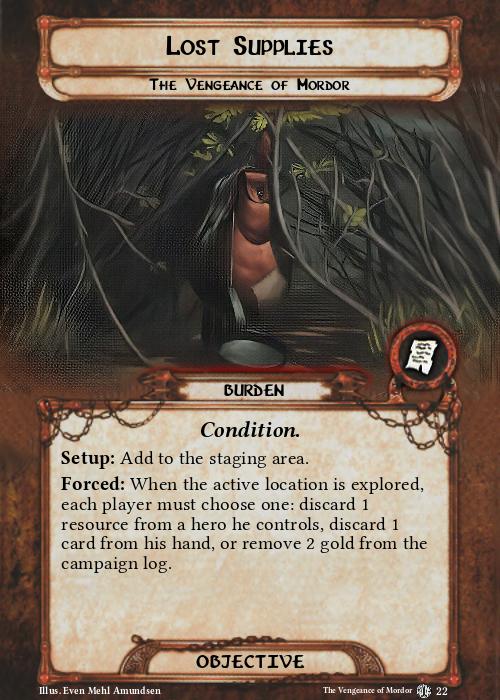 Lost Supplies
The Vengeance of Mordor
BURDEN
Condition.
Setup: Add to the staging area.
Forced: When the active location is explored,
each player must choose one: discard 1
resource from a hero he controls, discard 1
card from his hand, or remove 2 gold from the
campaign log.
OBJECTIVE
Illus. Even Mehl Amundsen
The Vengeance of Mordor 22